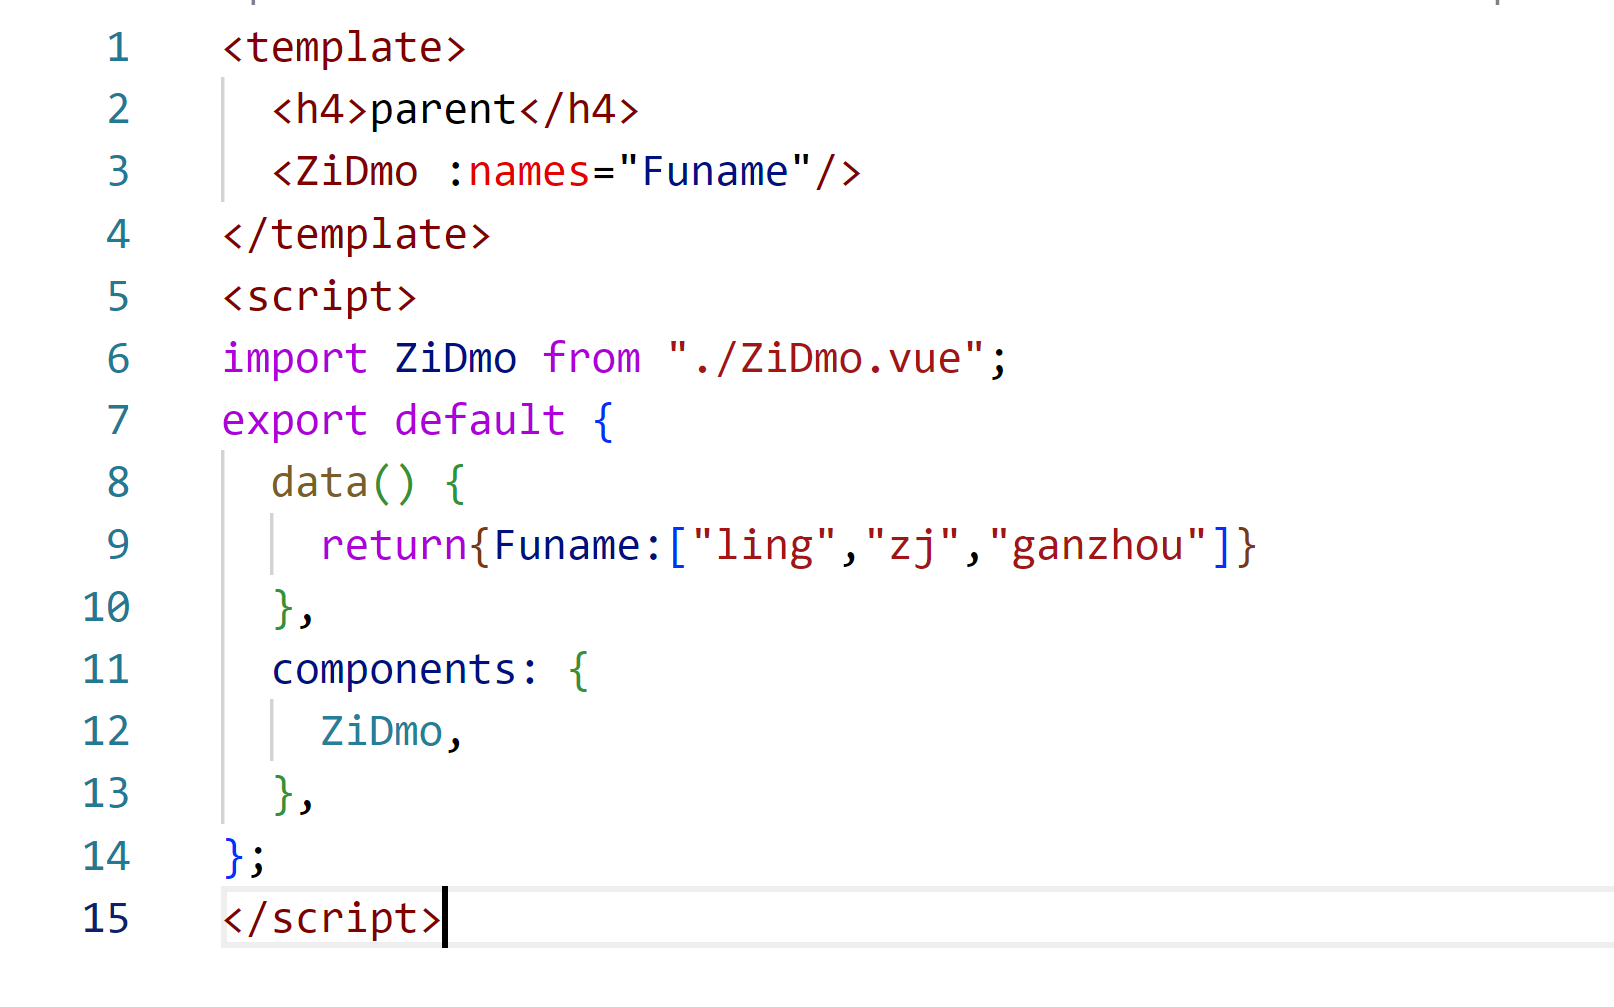 1 <template>
2 <h4>parent</h4>
3 <ZiDmo :names="Funame"/>
4 </template>
5 <script>
6 import ZiDmo from "./ZiDmo.vue";
7 export default {
8 data() {
9 return{Funame:["ling","zj","ganzhou"]}
10 },
11 components: {
12 ZiDmo,
13 },
14 };
15 </script>